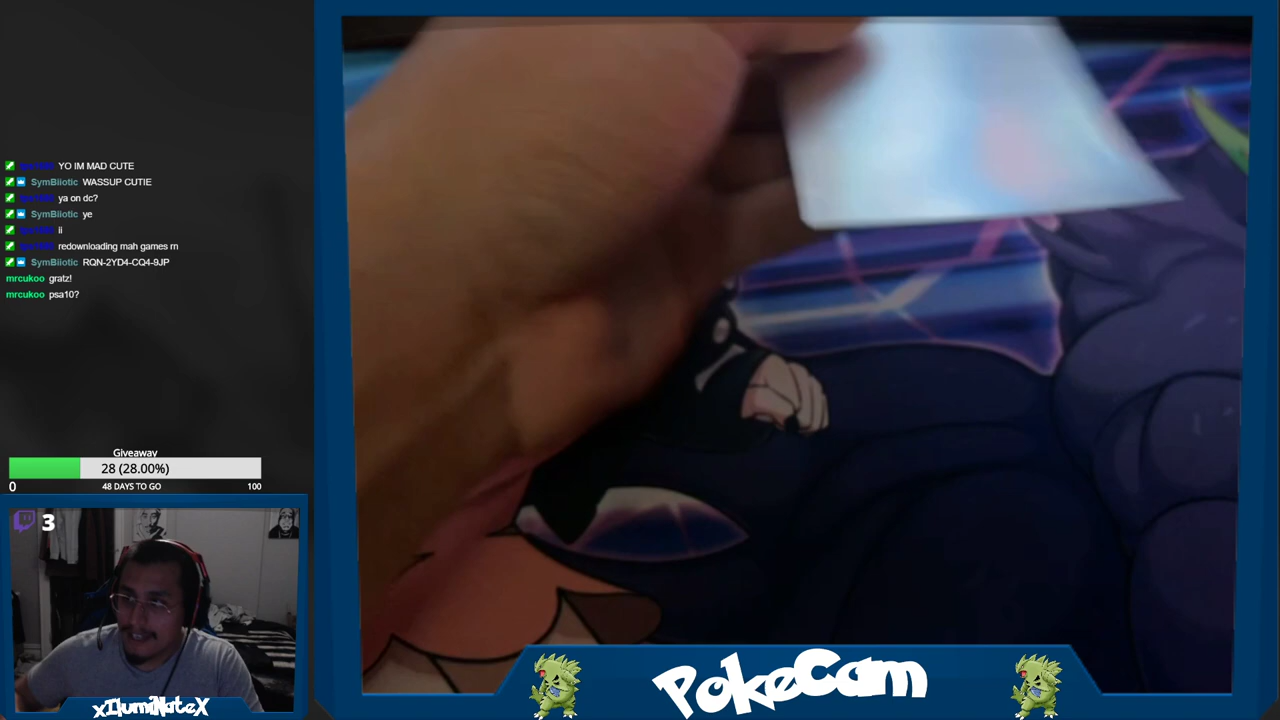 YO IM MAD CUTE
SymBiiotic WASSUP CUTIE
ya on dc?
SymBiiotic ye
ii
redownloading mah games rn
SymBiiotic RQN-2YD4-CQ4-9JP
mrcukoo gratz!
mrcukoo psa10?
Giveaway
28 (28.00%)
0 48 DAYS TO GO 100
3
xIlumiNateX
PokeCam